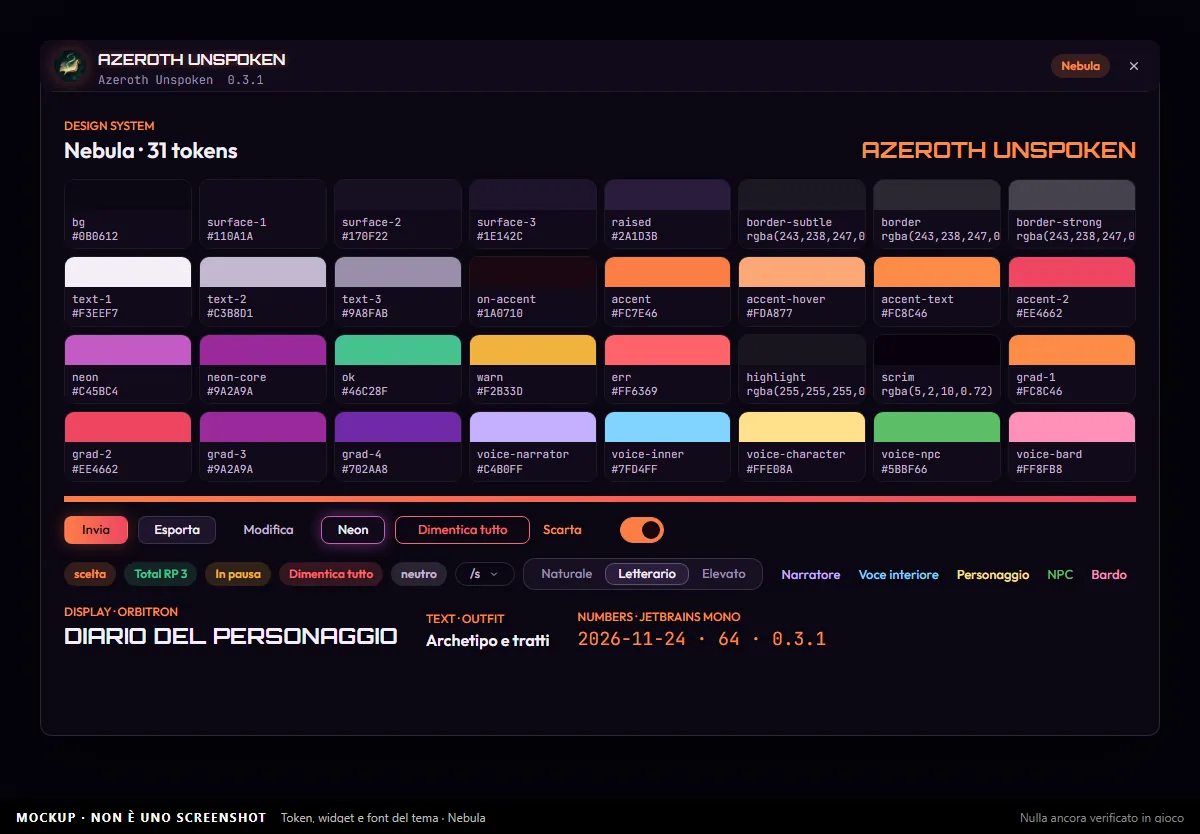 AZEROTH UNSPOKEN
Azeroth Unspoken 0.3.1
Nebula
×
DESIGN SYSTEM
Nebula · 31 tokens
AZEROTH UNSPOKEN
bg
#0B0612
surface-1
#110A1A
surface-2
#170F22
surface-3
#1E142C
raised
#2A1D3B
border-subtle
rgba(243,238,247,0
border
rgba(243,238,247,0
border-strong
rgba(243,238,247,0
text-1
#F3EEF7
text-2
#C3B8D1
text-3
#9A8FAB
on-accent
#1A0710
accent
#FC7E46
accent-hover
#FDA877
accent-text
#FC8C46
accent-2
#EE4662
neon
#C45BC4
neon-core
#9A2A9A
ok
#46C28F
warn
#F2B33D
err
#FF6369
highlight
rgba(255,255,255,0
scrim
rgba(5,2,10,0.72)
grad-1
#FC8C46
grad-2
#EE4662
grad-3
#9A2A9A
grad-4
#702AA8
voice-narrator
#C4B0FF
voice-inner
#7FD4FF
voice-character
#FFE08A
voice-npc
#5BBF66
voice-bard
#FF8FB8
Invia
Esporta
Modifica
Neon
Dimentica tutto
Scarta
scelta
Total RP 3
In pausa
Dimentica tutto
neutro
/s
Naturale
Letterario
Elevato
Narratore
Voce interiore
Personaggio
NPC
Bardo
DISPLAY · ORBITRON
DIARIO DEL PERSONAGGIO
TEXT · OUTFIT
Archetipo e tratti
NUMBERS · JETBRAINS MONO
2026-11-24 · 64 · 0.3.1
MOCKUP · NON È UNO SCREENSHOT
Token, widget e font del tema · Nebula
Nulla ancora verificato in gioco